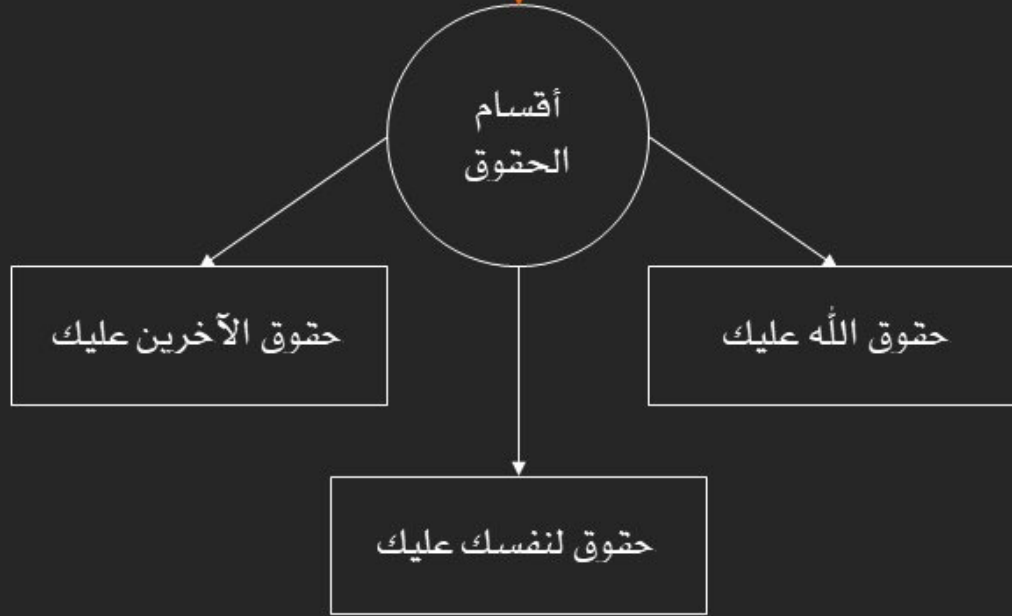 أقسام
الحقوق
حقوق الله عليك
حقوق الآخرين عليك
حقوق لنفسك عليك